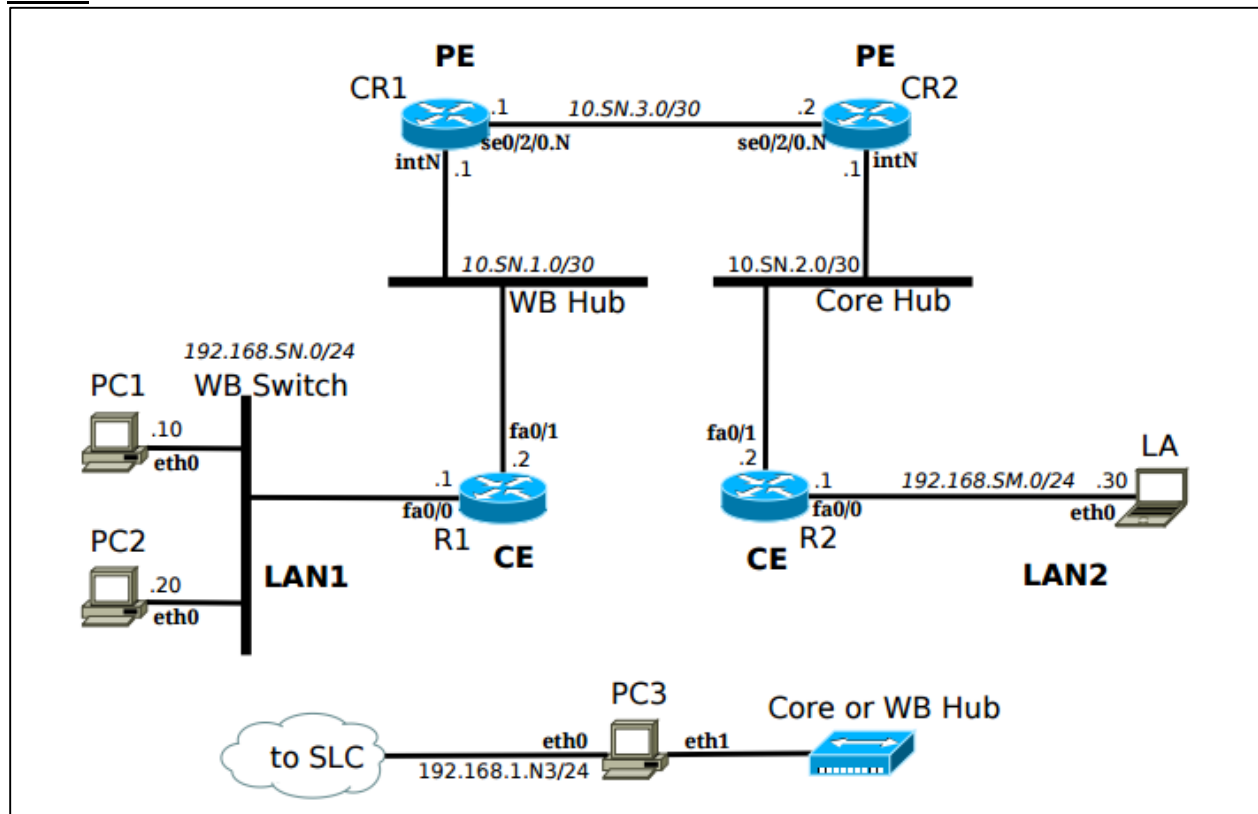 PE
PE
CR1
CR2
.1
10.SN.3.0/30
.2
se0/2/0.N
se0/2/0.N
intN
.1
.1
intN
10.SN.1.0/30
10.SN.2.0/30
WB Hub
Core Hub
192.168.SN.0/24
PC1
WB Switch
.10
eth0
fa0/1
.2
fa0/1
.2
LA
.1
fa0/0
R1
CE
.1
192.168.SM.0/24
.30
fa0/0
eth0
R2
CE
PC2
.20
eth0
LAN1
LAN2
PC3
Core or WB Hub
to SLC
eth0
eth1
192.168.1.N3/24